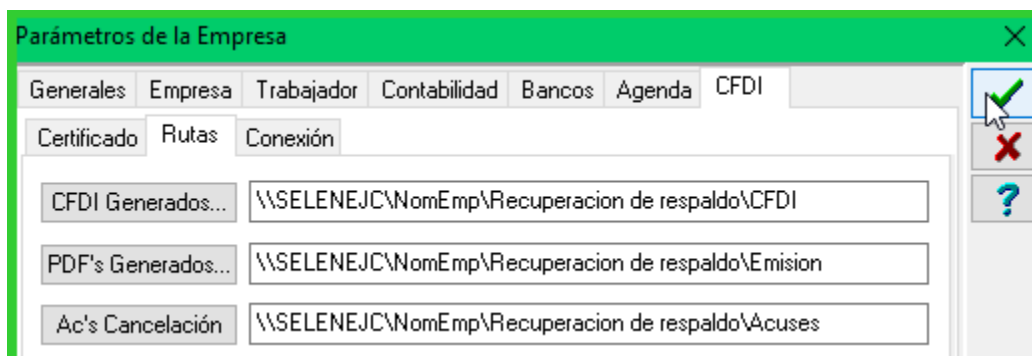 Parámetros de la Empresa
Generales Empresa Trabajador Contabilidad Bancos Agenda CFDI
Certificado Rutas Conexión
CFDI Generados... \\SELENEJC\NomEmp\Recuperacion de respaldo\CFDI
PDF's Generados... \\SELENEJC\NomEmp\Recuperacion de respaldo\Emision
Ac's Cancelación \\SELENEJC\NomEmp\Recuperacion de respaldo\Acuses